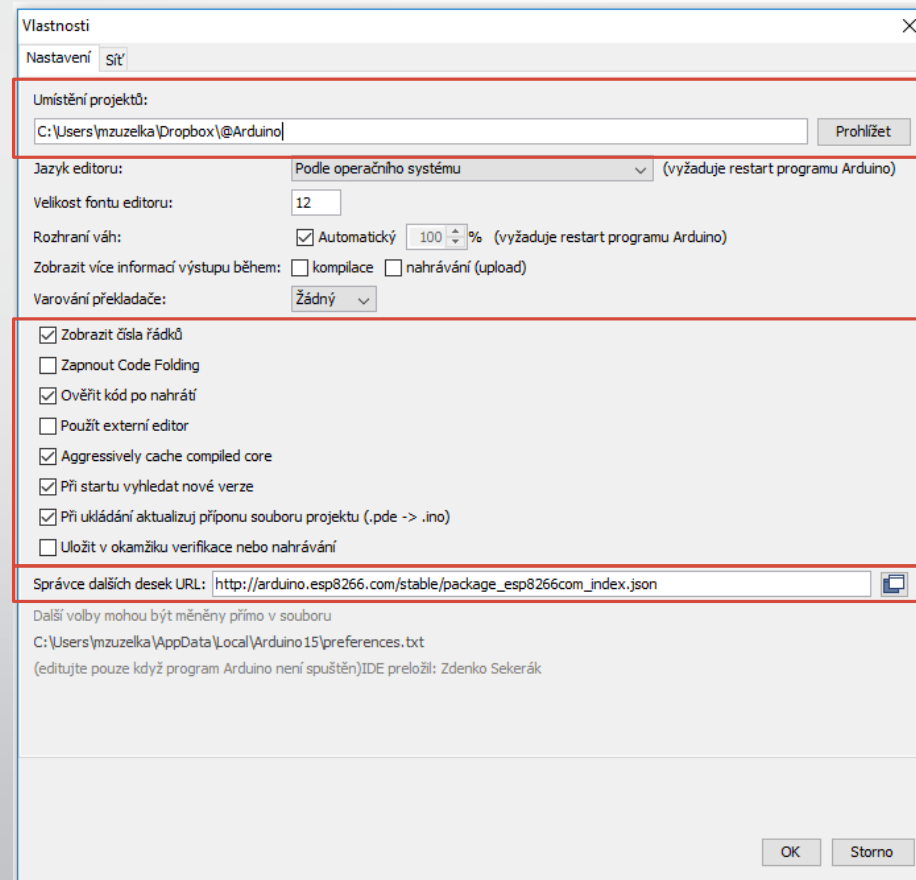 Vlastnosti
Nastavení Síť
Umístění projektů:
C:\Users\mzuzelka\Dropbox\@Arduino Prohlížet
Jazyk editoru: Podle operačního systému (vyžaduje restart programu Arduino)
Velikost fontu editoru: 12
Rozhraní váh: Automatický 100 % (vyžaduje restart programu Arduino)
Zobrazit více informací výstupu během: kompilace nahrávání (upload)
Varování překladače: Žádný
Zobrazit čísla řádků
Zapnout Code Folding
Ověřit kód po nahrátí
Použít externí editor
Aggressively cache compiled core
Při startu vyhledat nové verze
Při ukládání aktualizuj příponu souboru projektu (.pde -> .ino)
Uložit v okamžiku verifikace nebo nahrávání
Správce dalších desek URL: http://arduino.esp8266.com/stable/package_esp8266com_index.json
Další volby mohou být měněny přímo v souboru
C:\Users\mzuzelka\AppData\Local\Arduino15\preferences.txt
(editujte pouze když program Arduino není spuštěn)IDE preložil: Zdenko Sekerák
OK Storno